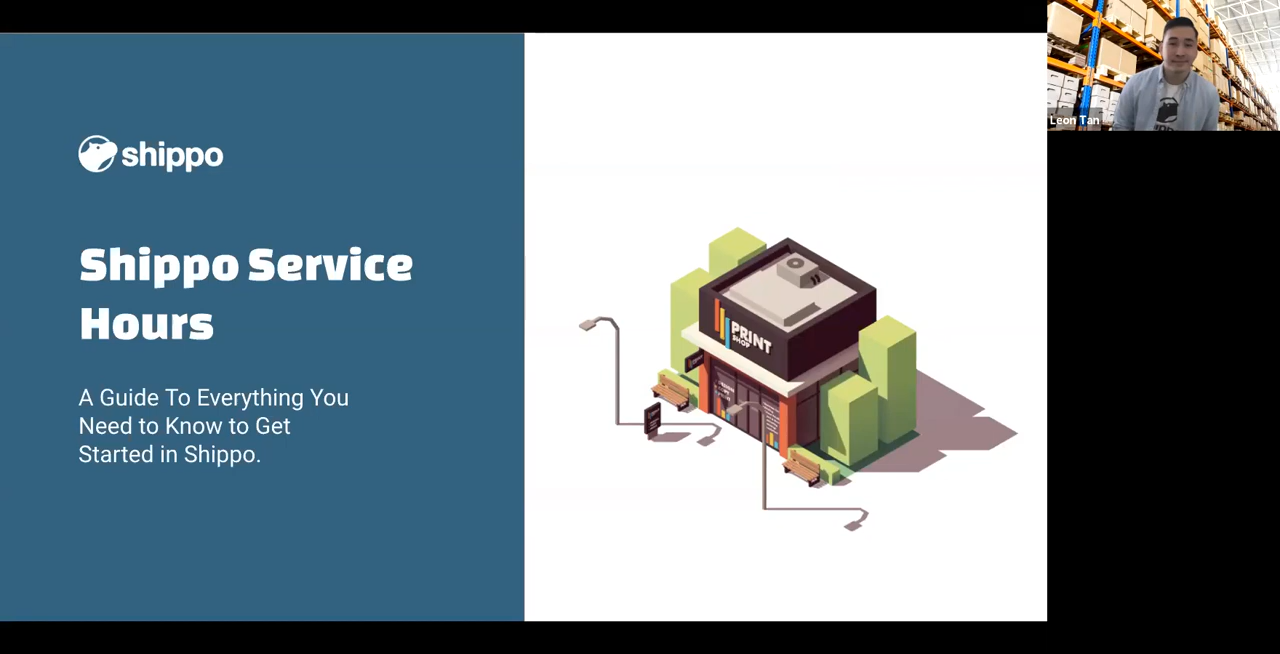 shippo
Shippo Service
Hours
A Guide To Everything You
Need to Know to Get
Started in Shippo.
PRINT
SHOP
Leon Tan